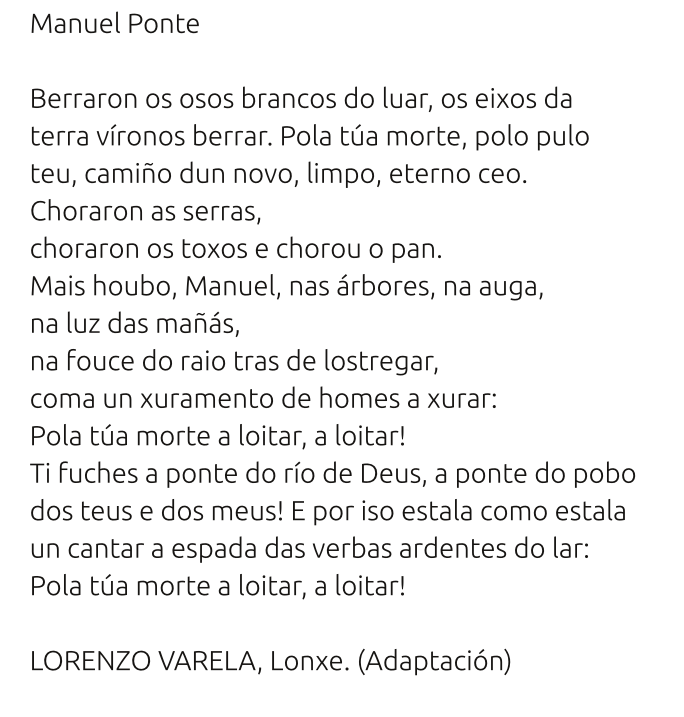 Manuel Ponte
Berraron os osos brancos do luar, os eixos da
terra víronos berrar. Pola túa morte, polo pulo
teu, camiño dun novo, limpo, eterno ceo.
Choraron as serras,
choraron os toxos e chorou o pan.
Mais houbo, Manuel, nas árbores, na auga,
na luz das mañás,
na fouce do raio tras de lostregar,
coma un xuramento de homes a xurar:
Pola túa morte a loitar, a loitar!
Ti fuches a ponte do río de Deus, a ponte do pobo
dos teus e dos meus! E por iso estala como estala
un cantar a espada das verbas ardentes do lar:
Pola túa morte a loitar, a loitar!
LORENZO VARELA, Lonxe. (Adaptación)